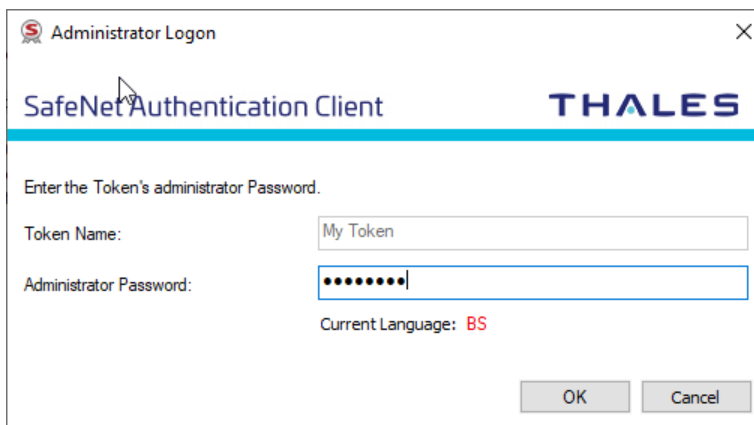 Administrator Logon
SafeNet Authentication Client
THALES
Enter the Token's administrator Password.
Token Name: My Token
Administrator Password: ••••••••
Current Language: BS
OK Cancel